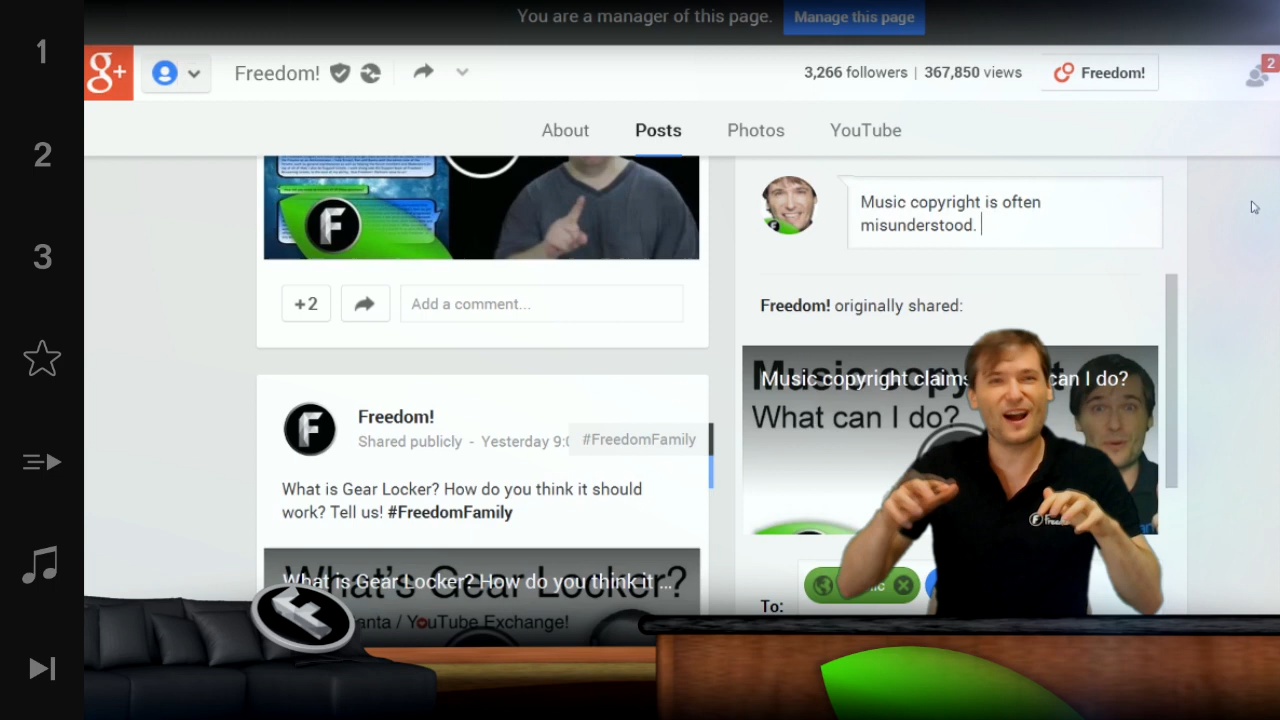 You are a manager of this page. Manage this page
1
2
3
g+
Freedom!
3,266 followers | 367,850 views
Freedom!
2
About
Posts
Photos
YouTube
F
+2
Add a comment...
Freedom!
Shared publicly - Yesterday 9:0
#FreedomFamily
What is Gear Locker? How do you think it should
work? Tell us! #FreedomFamily
What's Gear Locker?
What is Gear Locker? How do you think it ...
anta / YouTube Exchange!
Music copyright is often
misunderstood.
Freedom! originally shared:
Music copyright claims can I do?
What can I do?
To: